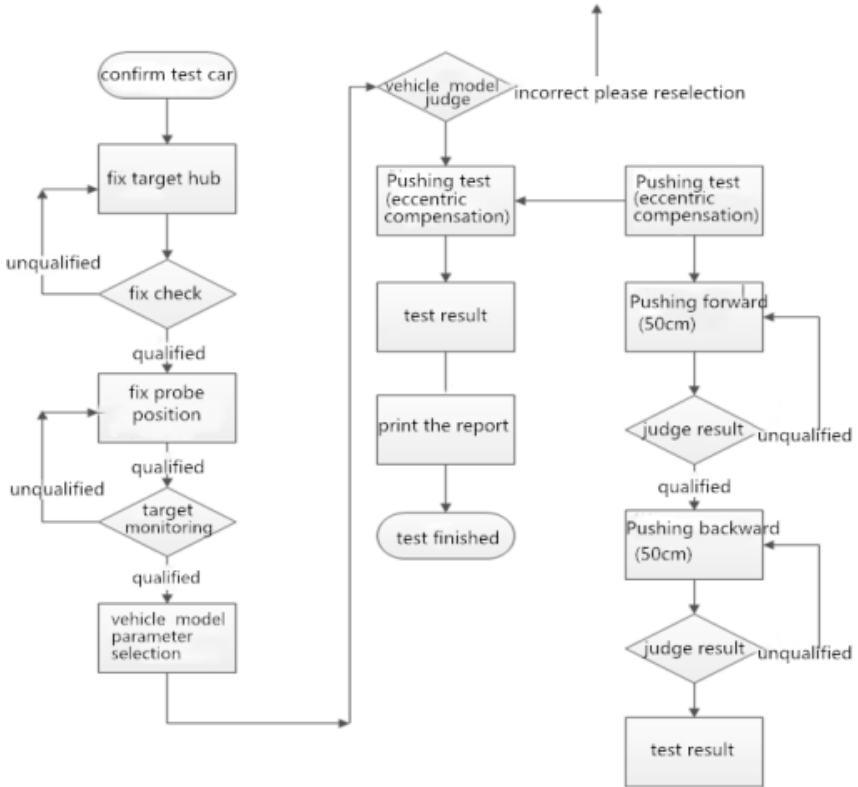 confirm test car
fix target hub
unqualified
fix check
qualified
fix probe
position
qualified
unqualified
target
monitoring
qualified
vehicle model
parameter
selection
vehicle model
judge
incorrect please reselection
Pushing test
(eccentric
compensation)
test result
print the report
test finished
Pushing test
(eccentric
compensation)
Pushing forward
(50cm)
judge result
unqualified
qualified
Pushing backward
(50cm)
judge result
unqualified
test result